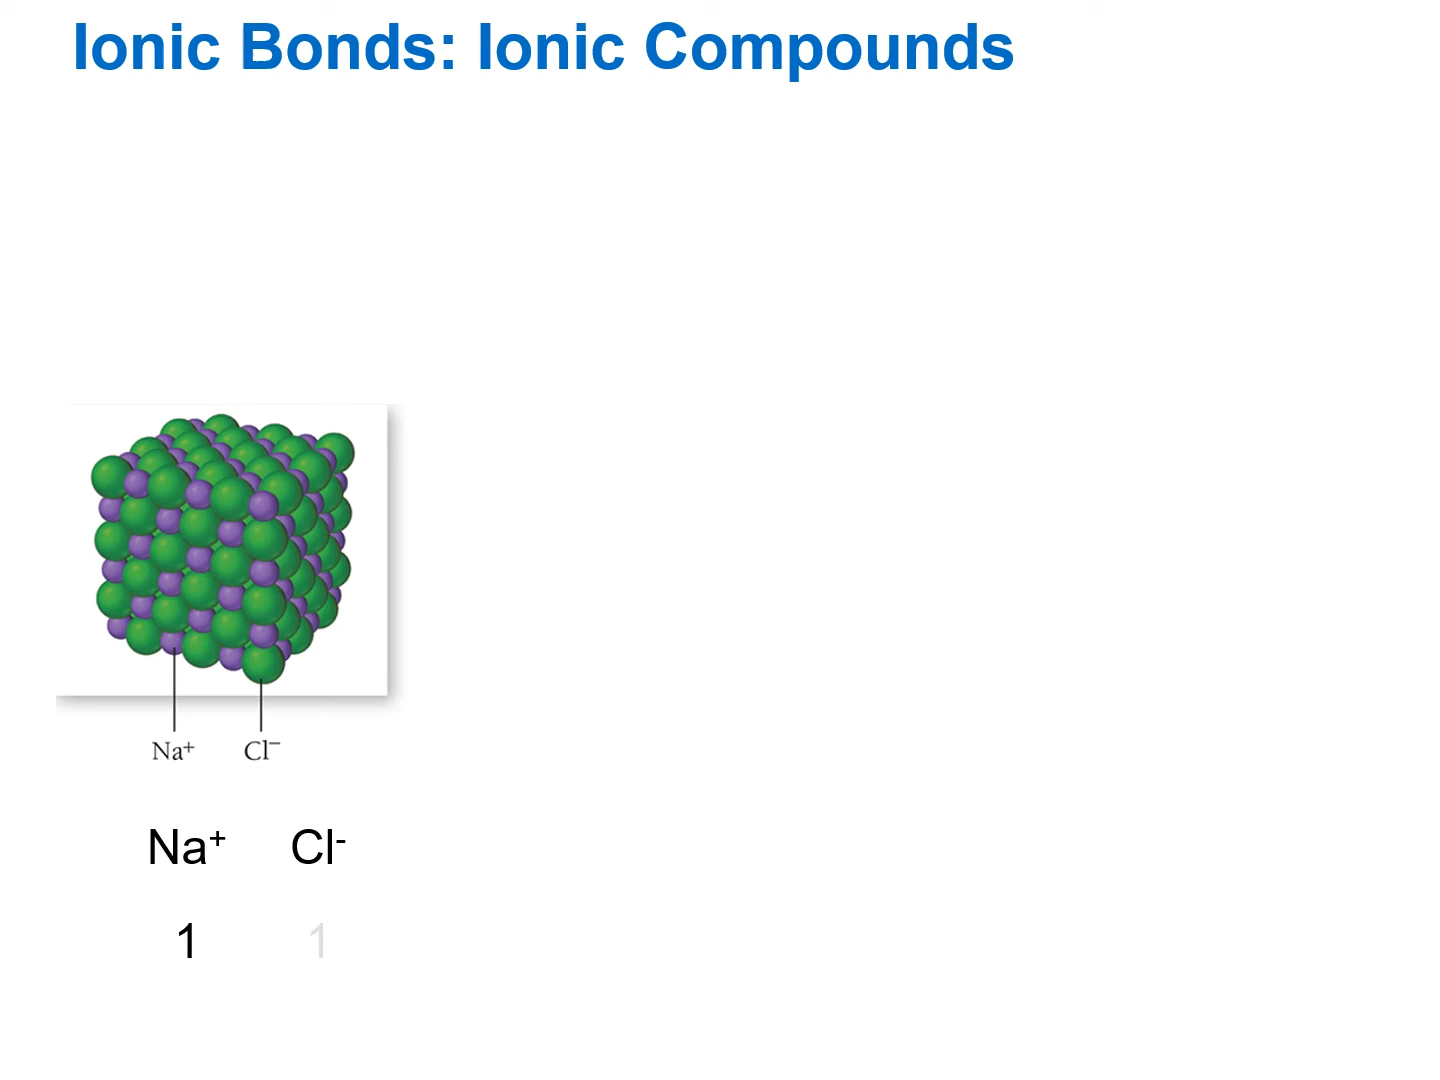 Ionic Bonds: Ionic Compounds
Na⁺ Cl⁻
Na⁺ Cl⁻
1 1